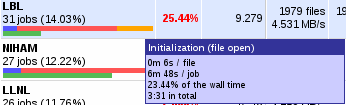 LBL
31 jobs (14.03%)
25.44%
9.279
1979 files
4.531 MB/s
NIHAM
27 jobs (12.22%)
LLNL
26 jobs (11.76%)
Initialization (file open)
0m 6s / file
6m 48s / job
23.44% of the wall time
3:31 in total